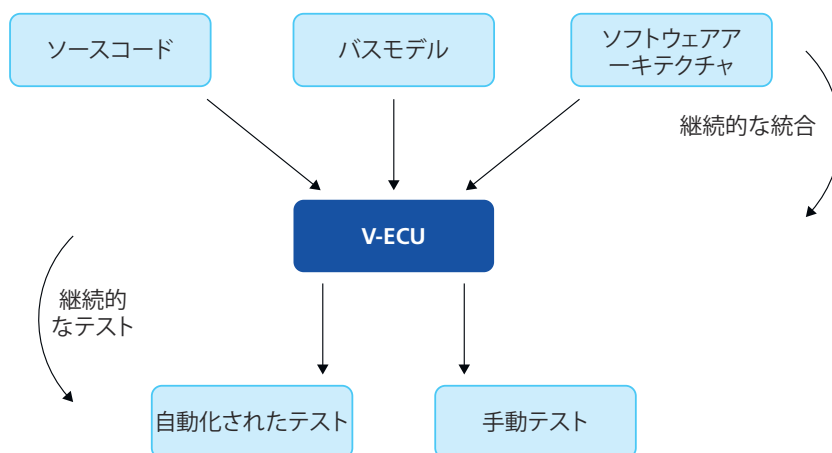 ソースコード
バスモデル
ソフトウェアア
ーキテクチャ
継続的な統合
V-ECU
継続的
なテスト
自動化されたテスト
手動テスト